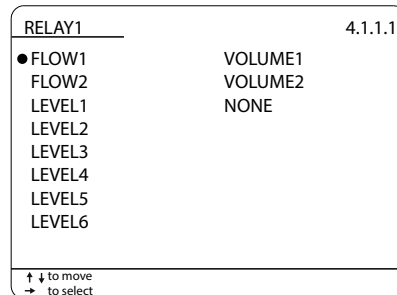 RELAY1 4.1.1.1
● FLOW1 VOLUME1
FLOW2 VOLUME2
LEVEL1 NONE
LEVEL2
LEVEL3
LEVEL4
LEVEL5
LEVEL6
↑ ↓ to move
→ to select